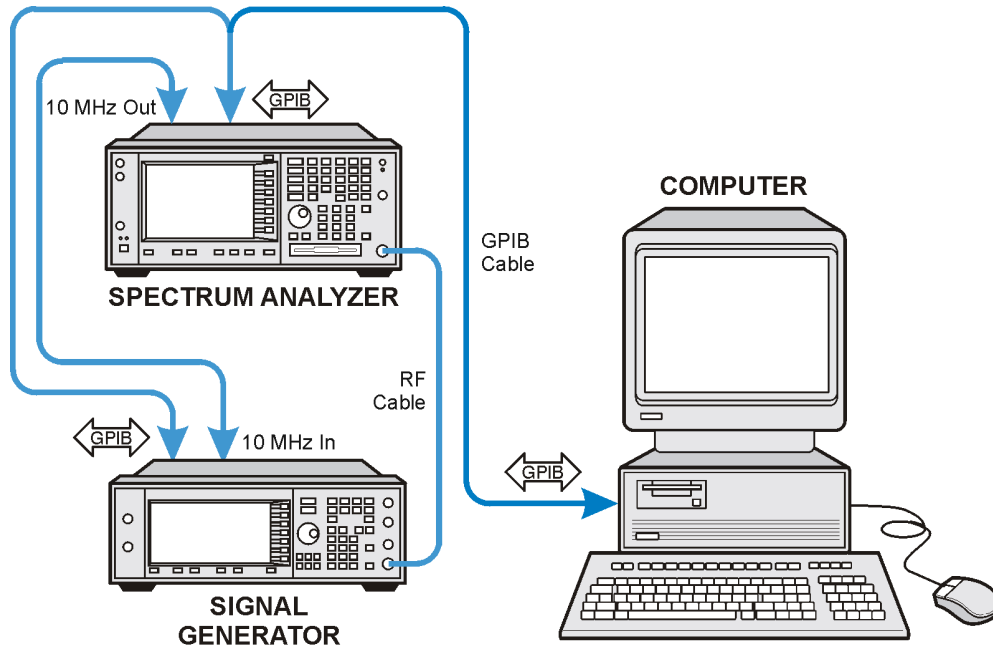 10 MHz Out
GPIB
COMPUTER
GPIB
Cable
SPECTRUM ANALYZER
RF
Cable
GPIB
10 MHz In
GPIB
SIGNAL
GENERATOR